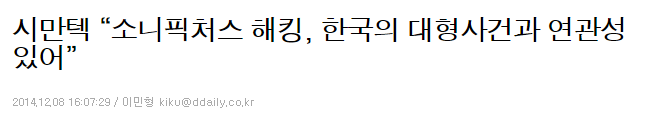 시만텍 “소니픽처스 해킹, 한국의 대형사건과 연관성
있어”
2014.12.08 16:07:29 / 이민형 kiku@ddaily.co.kr